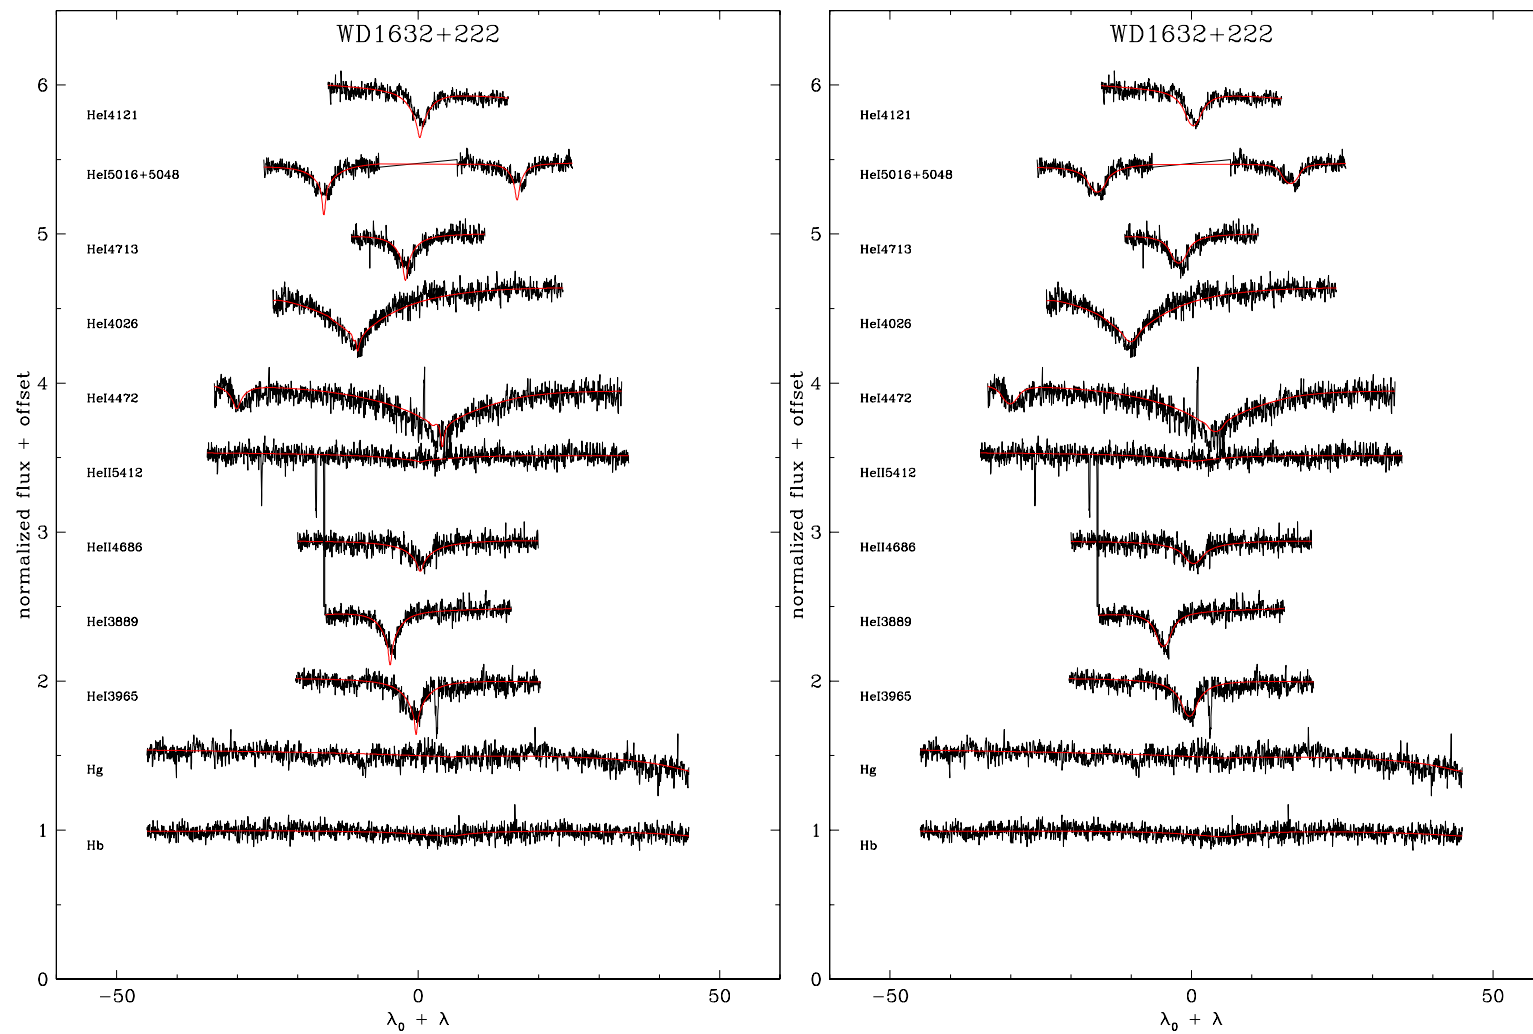 WD1632+222
6
HeI4121
HeI5016+5048
5
HeI4713
HeI4026
4
HeI4472
HeII5412
3
HeII4686
HeI3889
2
HeI3965
Hg
1
Hb
0
−50
0
50
λ₀ + λ
normalized flux + offset
WD1632+222
6
HeI4121
HeI5016+5048
5
HeI4713
HeI4026
4
HeI4472
HeII5412
3
HeII4686
HeI3889
2
HeI3965
Hg
1
Hb
0
−50
0
50
λ₀ + λ
normalized flux + offset